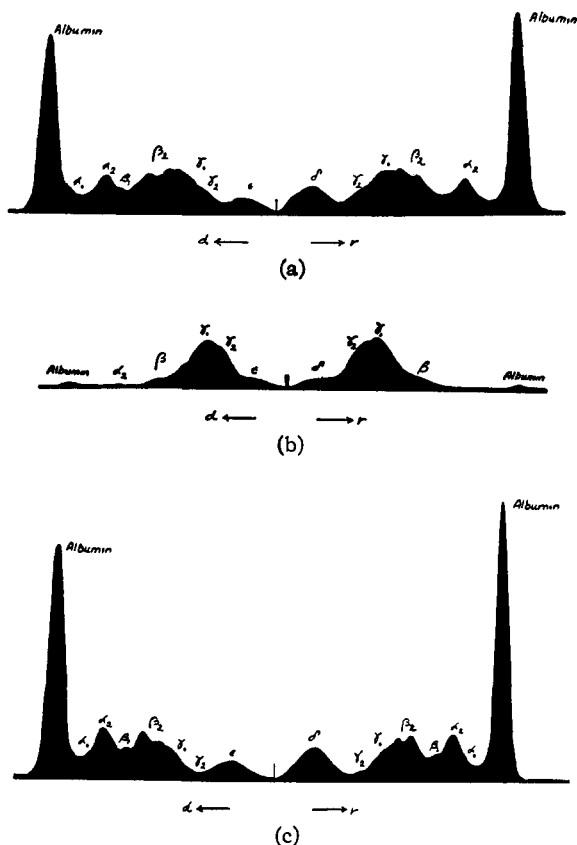 Albumin Albumin
α₁ α₂ β₁ β₂ γ₁ γ₂ ε δ γ₂ γ₁ β₂ α₂
d ← → r
(a)
Albumin α₂ β γ₁ γ₂ ε δ γ₂ γ₁ β Albumin
d ← → r
(b)
Albumin Albumin
α₁ α₂ β₁ β₂ γ₁ γ₂ ε δ γ₂ γ₁ β₂ β₁ α₂ α₁
d ← → r
(c)